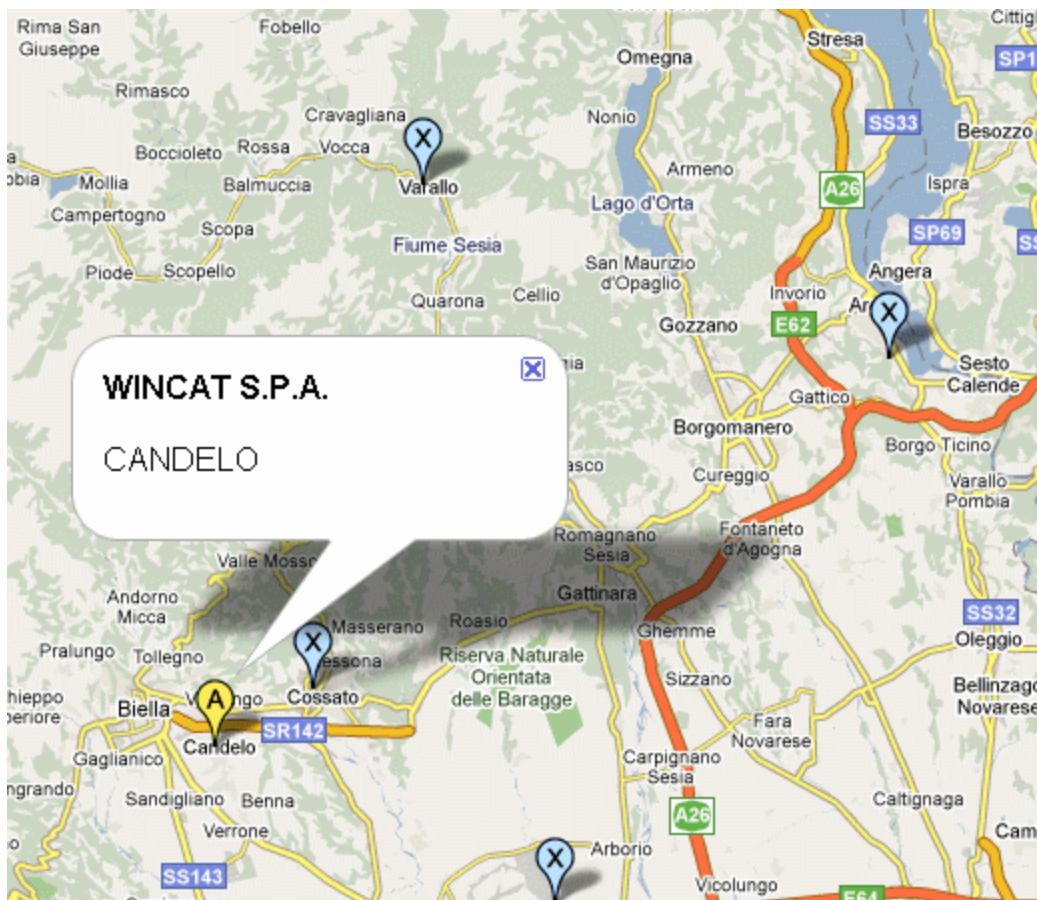 Rima San
Giuseppe
Fobello
Cittigl
Stresa
Omegna
SP1
Rimasco
Cravagliana
Nonio
SS33
Besozzo
X
Boccioleto
Rossa
Vocca
Armeno
Mollia
Balmuccia
Varallo
A26
Ispra
Campertogno
Lago d'Orta
Scopa
Fiume Sesia
SP69
SS
Piode
Scopello
San Maurizio
d'Opaglio
Angera
Quarona
Cellio
Invorio
X
Gozzano
E62
WINCAT S.P.A.
CANDELO
Sesto
Calende
Gattico
Borgomanero
Borgo Ticino
Cureggio
Varallo
Pombia
Romagnano
Sesia
Fontaneto
d'Agogna
Valle Mosso
Andorno
Micca
Gattinara
SS32
Roasio
Masserano
Ghemme
Oleggio
X
Pralungo
Tollegno
Riserva Naturale
Orientata
delle Baragge
Sizzano
Cossato
Bellinzago
Novarese
A
Biella
SR142
Fara
Novarese
Candelo
Gaglianico
Carpignano
Sesia
Sandigliano
Benna
Caltignaga
Verrone
A26
Cam
X
Arborio
SS143
Vicolungo
E64